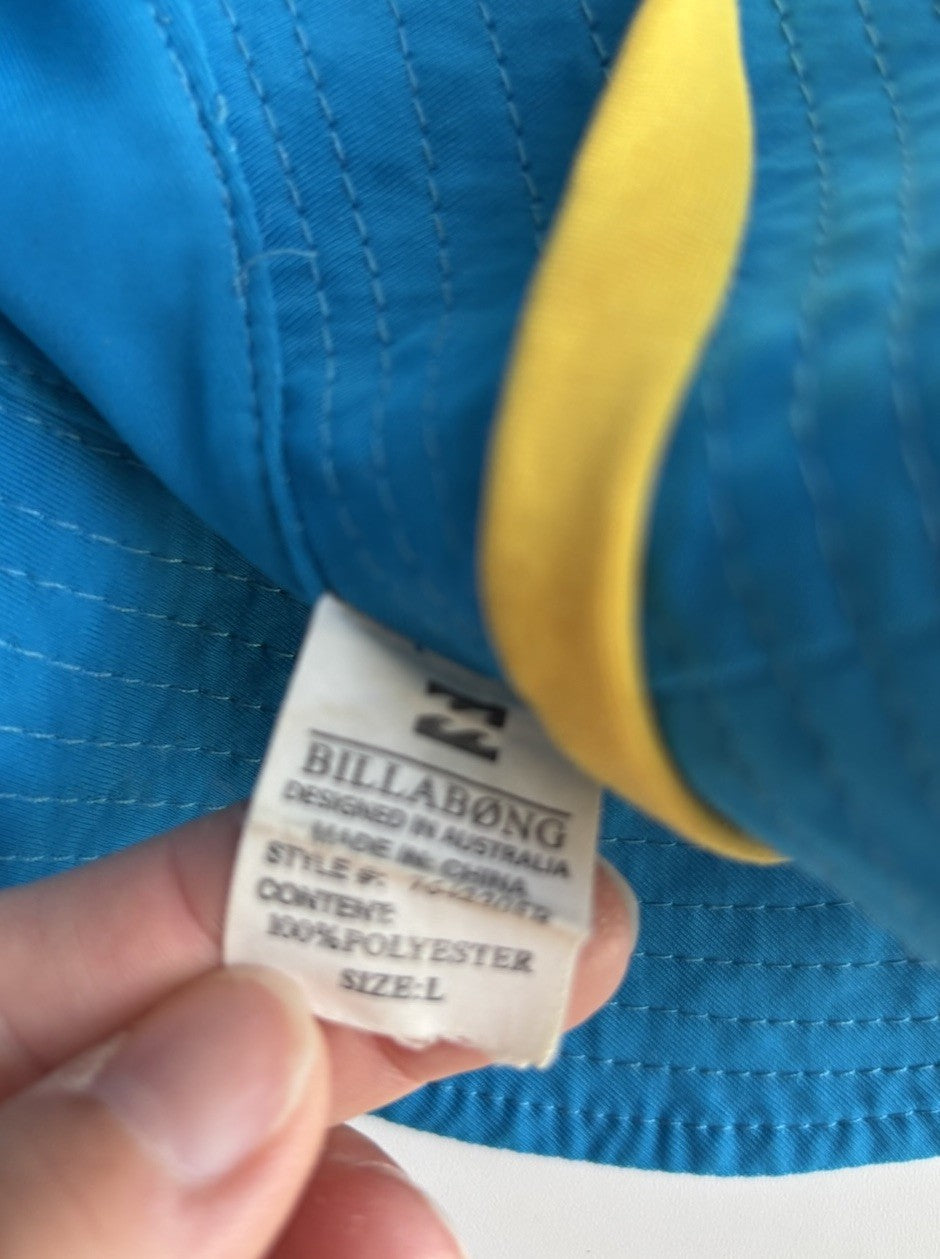 BILLABØNG
DESIGNED IN AUSTRALIA
MADE IN CHINA
STYLE #:
CONTENT:
100%POLYESTER
SIZE:L